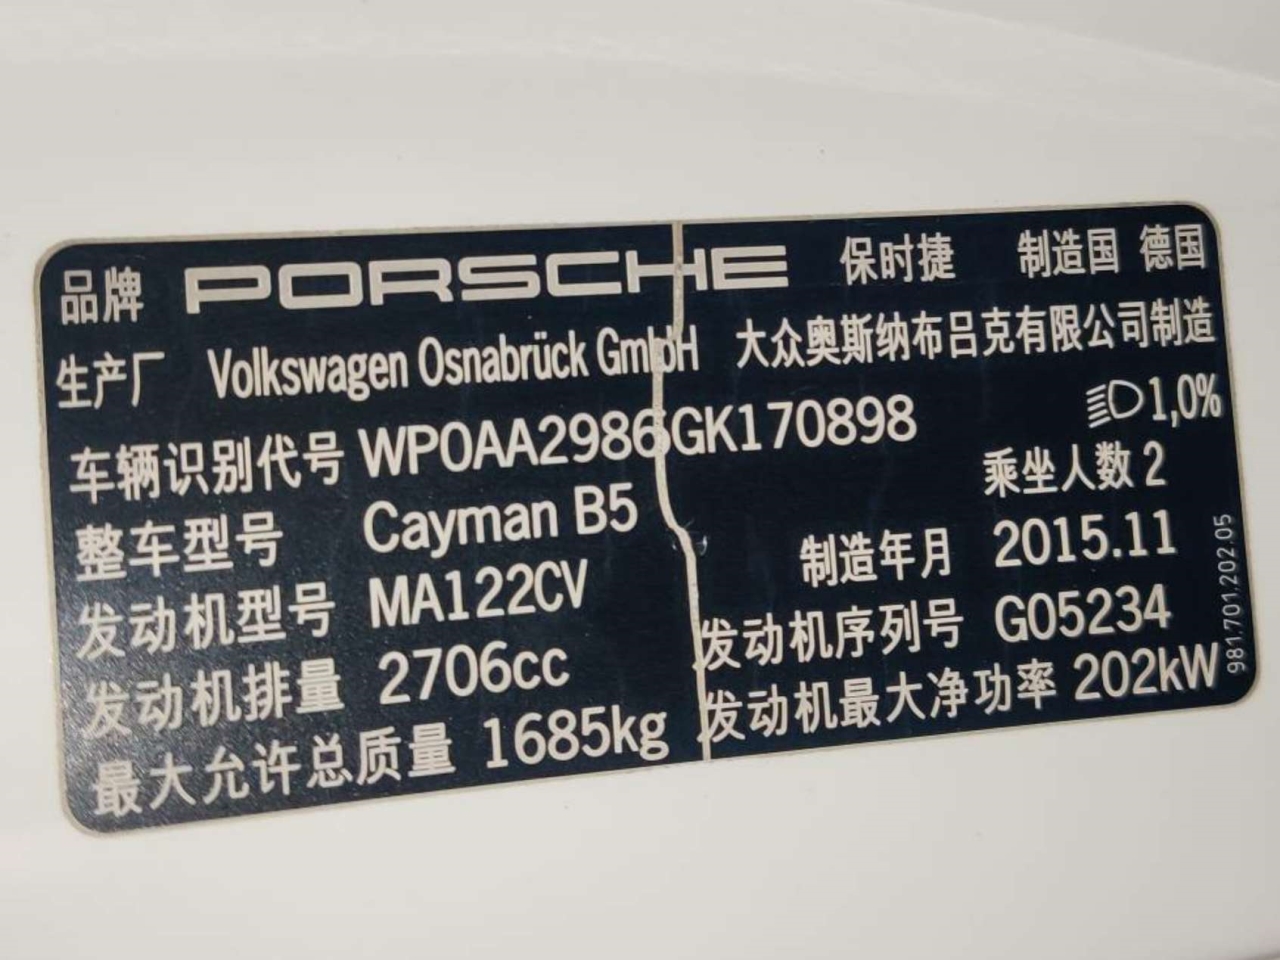 品牌 PORSCHE 保时捷 制造国 德国
生产厂 Volkswagen Osnabrück GmbH 大众奥斯纳布吕克有限公司制造
1,0%
车辆识别代号 WP0AA2986GK170898
乘坐人数 2
整车型号 Cayman B5
制造年月 2015.11
发动机型号 MA122CV
发动机序列号 G05234
发动机排量 2706cc
发动机最大净功率 202kW
最大允许总质量 1685kg
981.701.202.05